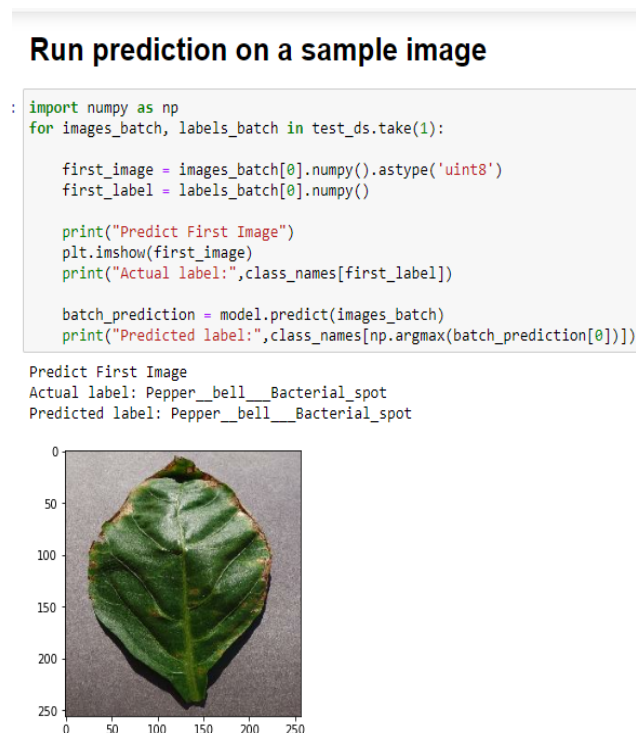 Run prediction on a sample image
: import numpy as np
for images_batch, labels_batch in test_ds.take(1):
first_image = images_batch[0].numpy().astype('uint8')
first_label = labels_batch[0].numpy()
print("Predict First Image")
plt.imshow(first_image)
print("Actual label:",class_names[first_label])
batch_prediction = model.predict(images_batch)
print("Predicted label:",class_names[np.argmax(batch_prediction[0])])
Predict First Image
Actual label: Pepper__bell___Bacterial_spot
Predicted label: Pepper__bell___Bacterial_spot
0
50
100
150
200
250
0 50 100 150 200 250